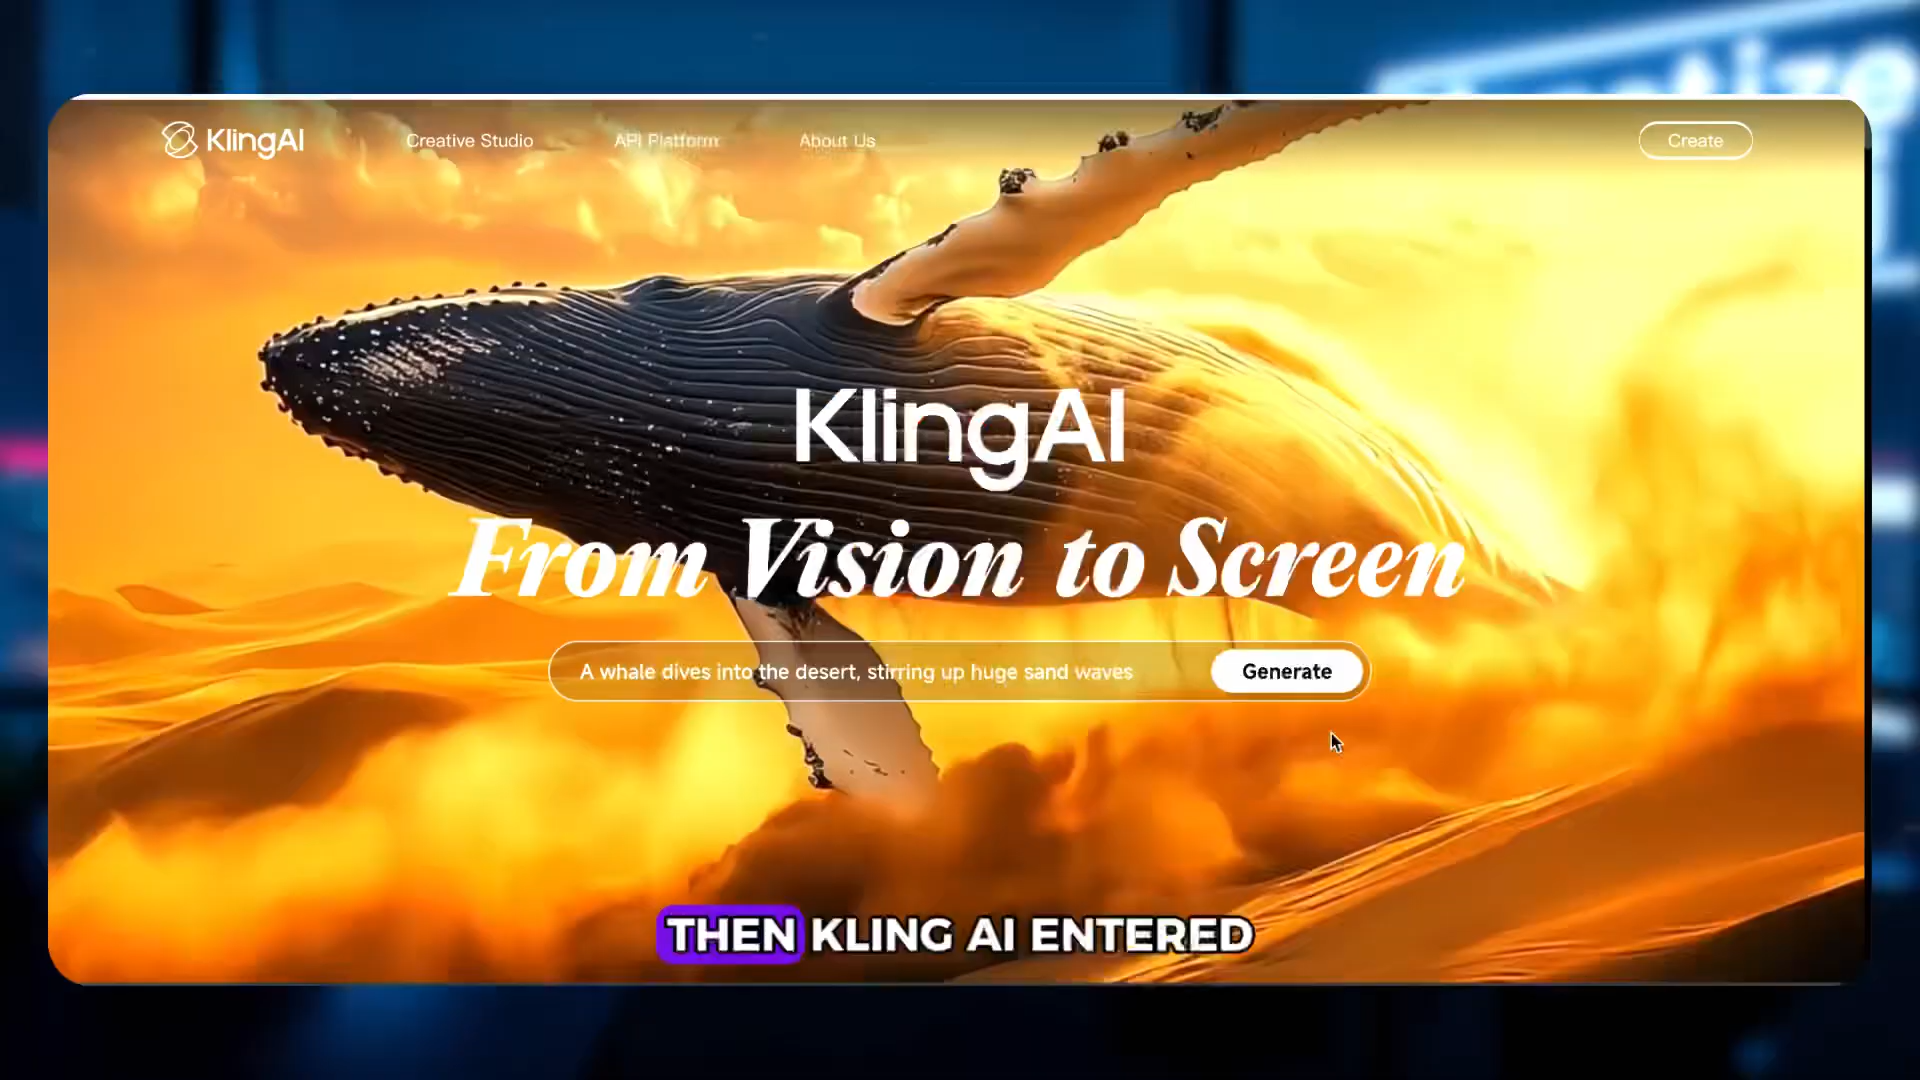 KlingAI
Creative Studio
API Platform
About Us
Create
KlingAI
From Vision to Screen
A whale dives into the desert, stirring up huge sand waves
Generate
THEN KLING AI ENTERED